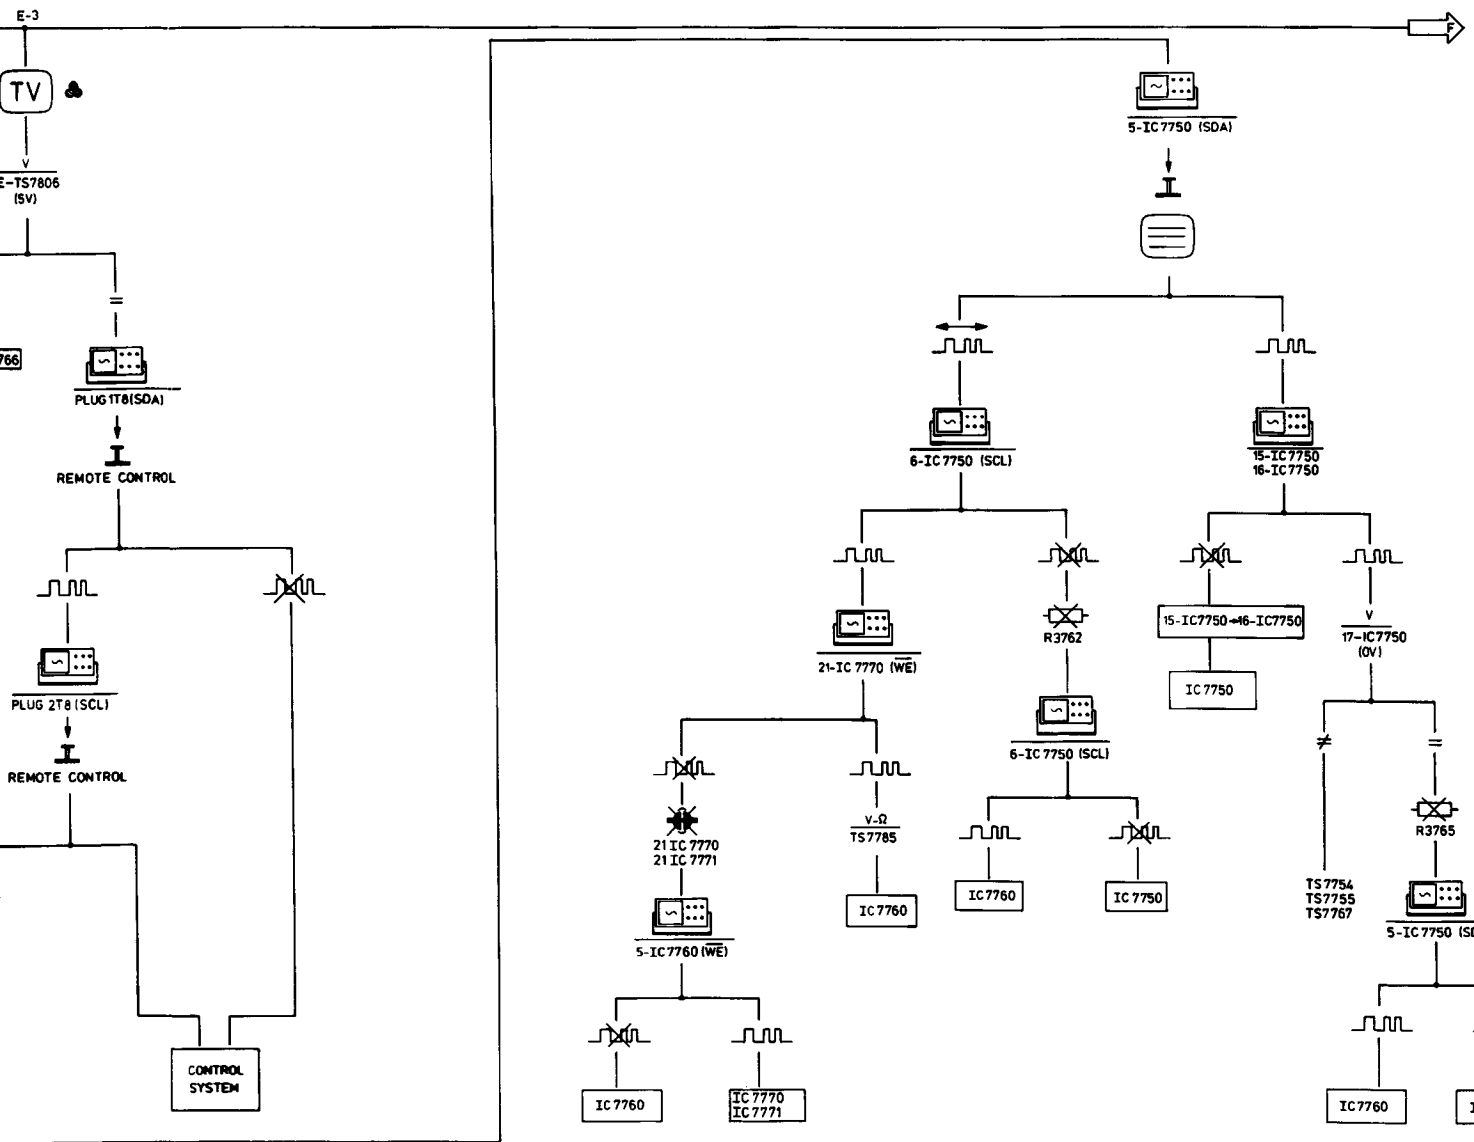 E-3
F
TV
V
E-TS7806
(5V)
766
PLUG 1T8(SDA)
REMOTE CONTROL
PLUG 2T8(SCL)
REMOTE CONTROL
CONTROL
SYSTEM
5-IC7750 (SDA)
6-IC7750 (SCL)
15-IC7750
16-IC7750
R3762
15-IC7750→16-IC7750
V
17-IC7750
(0V)
21-IC 7770 (WE)
IC7750
6-IC7750 (SCL)
V-Ω
TS7785
R3765
21 IC 7770
21 IC 7771
IC7760
IC7760
IC7750
TS7754
TS7755
TS7767
5-IC7750 (S
5-IC7760 (WE)
IC7760
IC7770
IC7771
IC7760